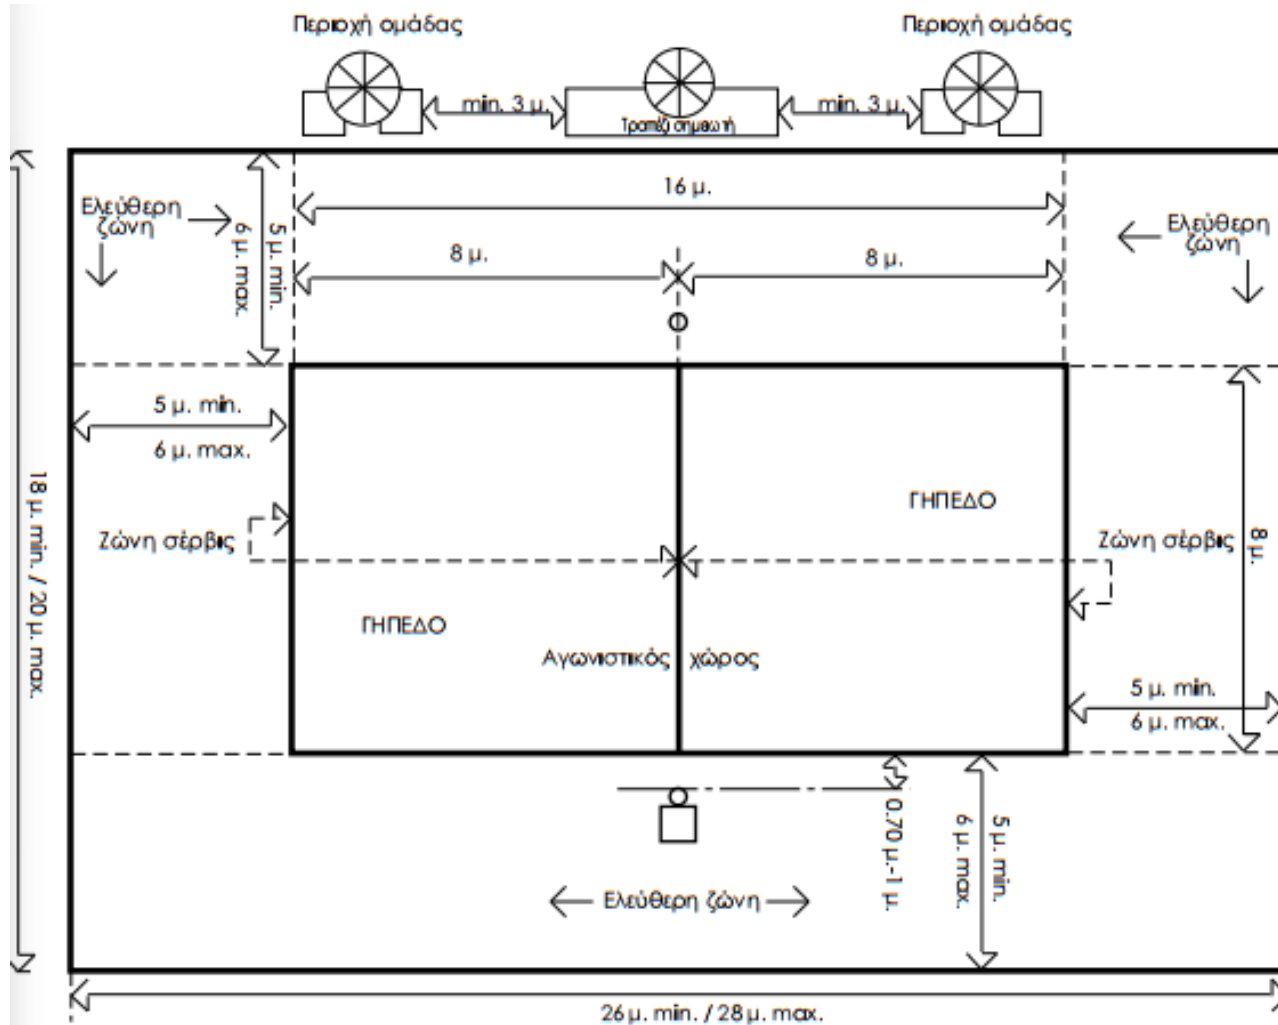 Περιοχή ομάδας
Περιοχή ομάδας
min. 3 μ.
Τραπέζι σημειωτή
min. 3 μ.
16 μ.
Ελεύθερη
ζώνη
5 μ. min.
6 μ. max.
Ελεύθερη
ζώνη
8 μ.
8 μ.
5 μ. min.
6 μ. max.
18 μ. min. / 20 μ. max.
ΓΗΠΕΔΟ
Ζώνη σέρβις
Ζώνη σέρβις
8 μ.
ΓΗΠΕΔΟ
Αγωνιστικός χώρος
5 μ. min.
6 μ. max.
0.70 μ.-1 μ.
5 μ. min.
6 μ. max.
Ελεύθερη ζώνη
26 μ. min. / 28 μ. max.